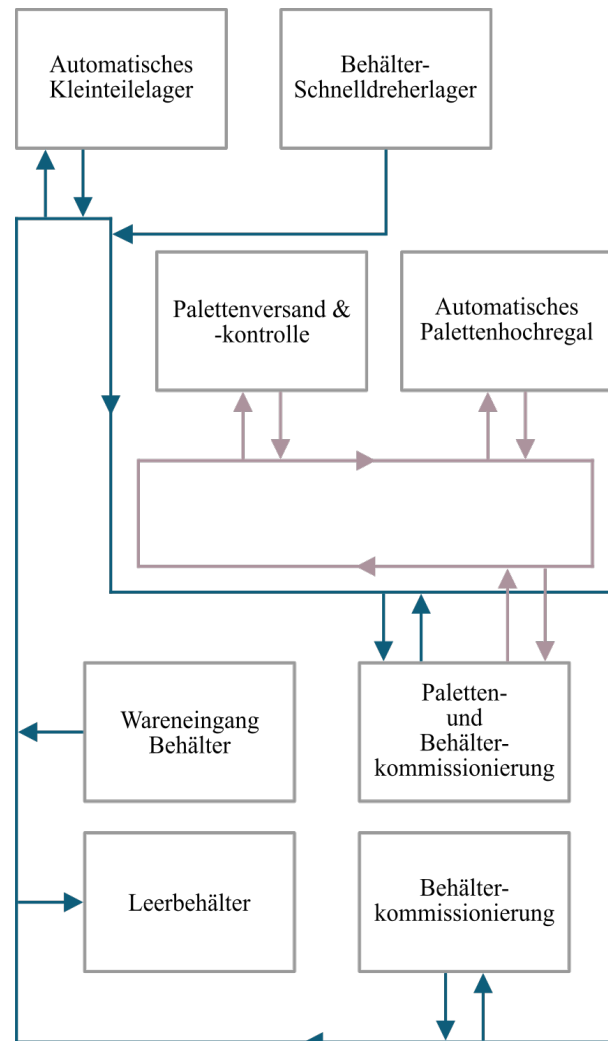 Automatisches
Kleinteilelager
Behälter-
Schnelldreherlager
Palettenversand &
-kontrolle
Automatisches
Palettenhochregal
Wareneingang
Behälter
Paletten-
und
Behälter-
kommissionierung
Leerbehälter
Behälter-
kommissionierung